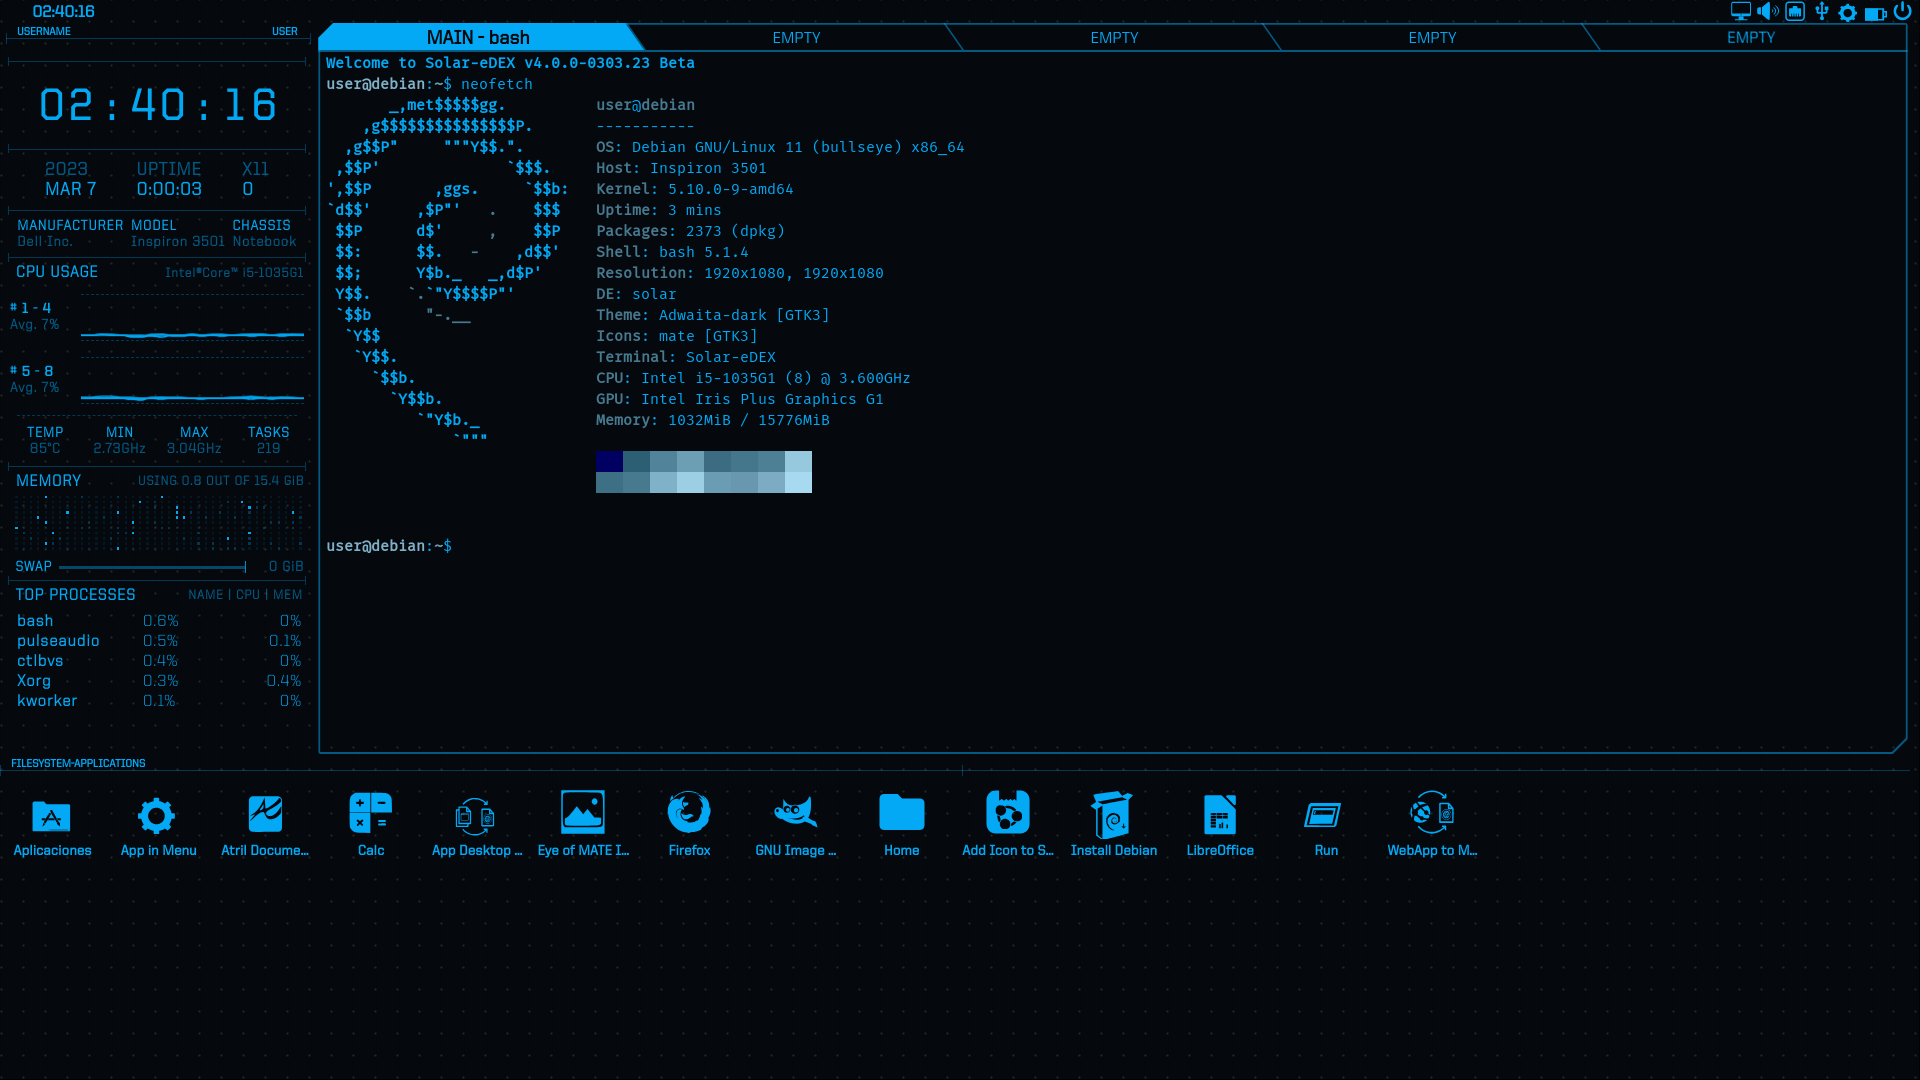 02:40:16
USERNAME USER
02:40:16
2023 UPTIME X11
MAR 7 0:00:03 0
MANUFACTURER MODEL CHASSIS
Dell Inc. Inspiron 3501 Notebook
CPU USAGE Intel®Core™ i5-1035G1
# 1 - 4
Avg. 7%
# 5 - 8
Avg. 7%
TEMP MIN MAX TASKS
85°C 2.73GHz 3.04GHz 219
MEMORY USING 0.8 OUT OF 15.4 GiB
SWAP 0 GiB
TOP PROCESSES NAME | CPU | MEM
bash 0.6% 0%
pulseaudio 0.5% 0.1%
ctlbvs 0.4% 0%
Xorg 0.3% 0.4%
kworker 0.1% 0%
MAIN - bash EMPTY EMPTY EMPTY EMPTY
Welcome to Solar-eDEX v4.0.0-0303.23 Beta
user@debian:~$ neofetch
_,met$$$$$gg. user@debian
,g$$$$$$$$$$$$$$$P. -----------
,g$$P" """Y$$.". OS: Debian GNU/Linux 11 (bullseye) x86_64
,$$P' `$$$. Host: Inspiron 3501
',$$P ,ggs. `$$b: Kernel: 5.10.0-9-amd64
`d$$' ,$P"' . $$$ Uptime: 3 mins
$$P d$' , $$P Packages: 2373 (dpkg)
$$: $$. - ,d$$' Shell: bash 5.1.4
$$; Y$b._ _,d$P' Resolution: 1920x1080, 1920x1080
Y$$. `.`"Y$$$$P"' DE: solar
`$$b "-.__ Theme: Adwaita-dark [GTK3]
`Y$$ Icons: mate [GTK3]
`Y$$. Terminal: Solar-eDEX
`$$b. CPU: Intel i5-1035G1 (8) @ 3.600GHz
`Y$$b. GPU: Intel Iris Plus Graphics G1
`"Y$b._ Memory: 1032MiB / 15776MiB
`"""
user@debian:~$
FILESYSTEM-APPLICATIONS
Aplicaciones App in Menu Atril Docume... Calc App Desktop ... Eye of MATE I... Firefox GNU Image ... Home Add Icon to S... Install Debian LibreOffice Run WebApp to M...